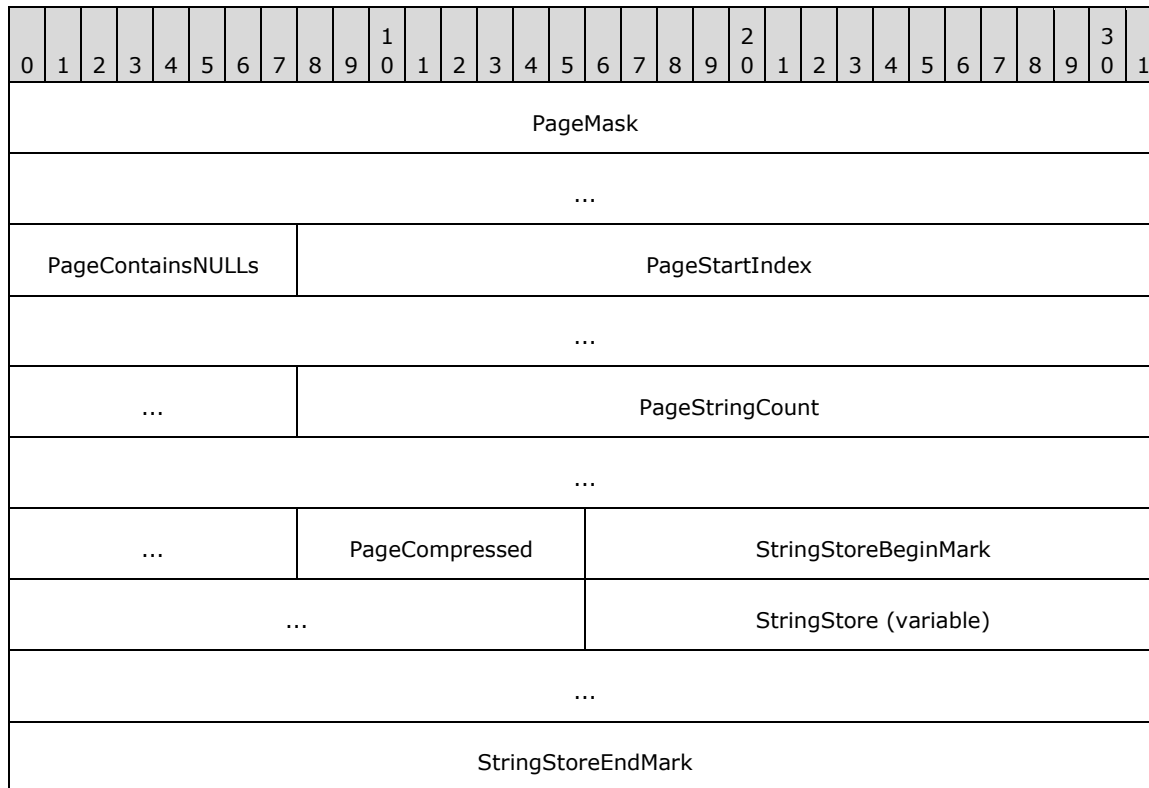 1 2 3
0 1 2 3 4 5 6 7 8 9 0 1 2 3 4 5 6 7 8 9 0 1 2 3 4 5 6 7 8 9 0 1
PageMask
...
PageContainsNULLs PageStartIndex
...
... PageStringCount
...
... PageCompressed StringStoreBeginMark
... StringStore (variable)
...
StringStoreEndMark